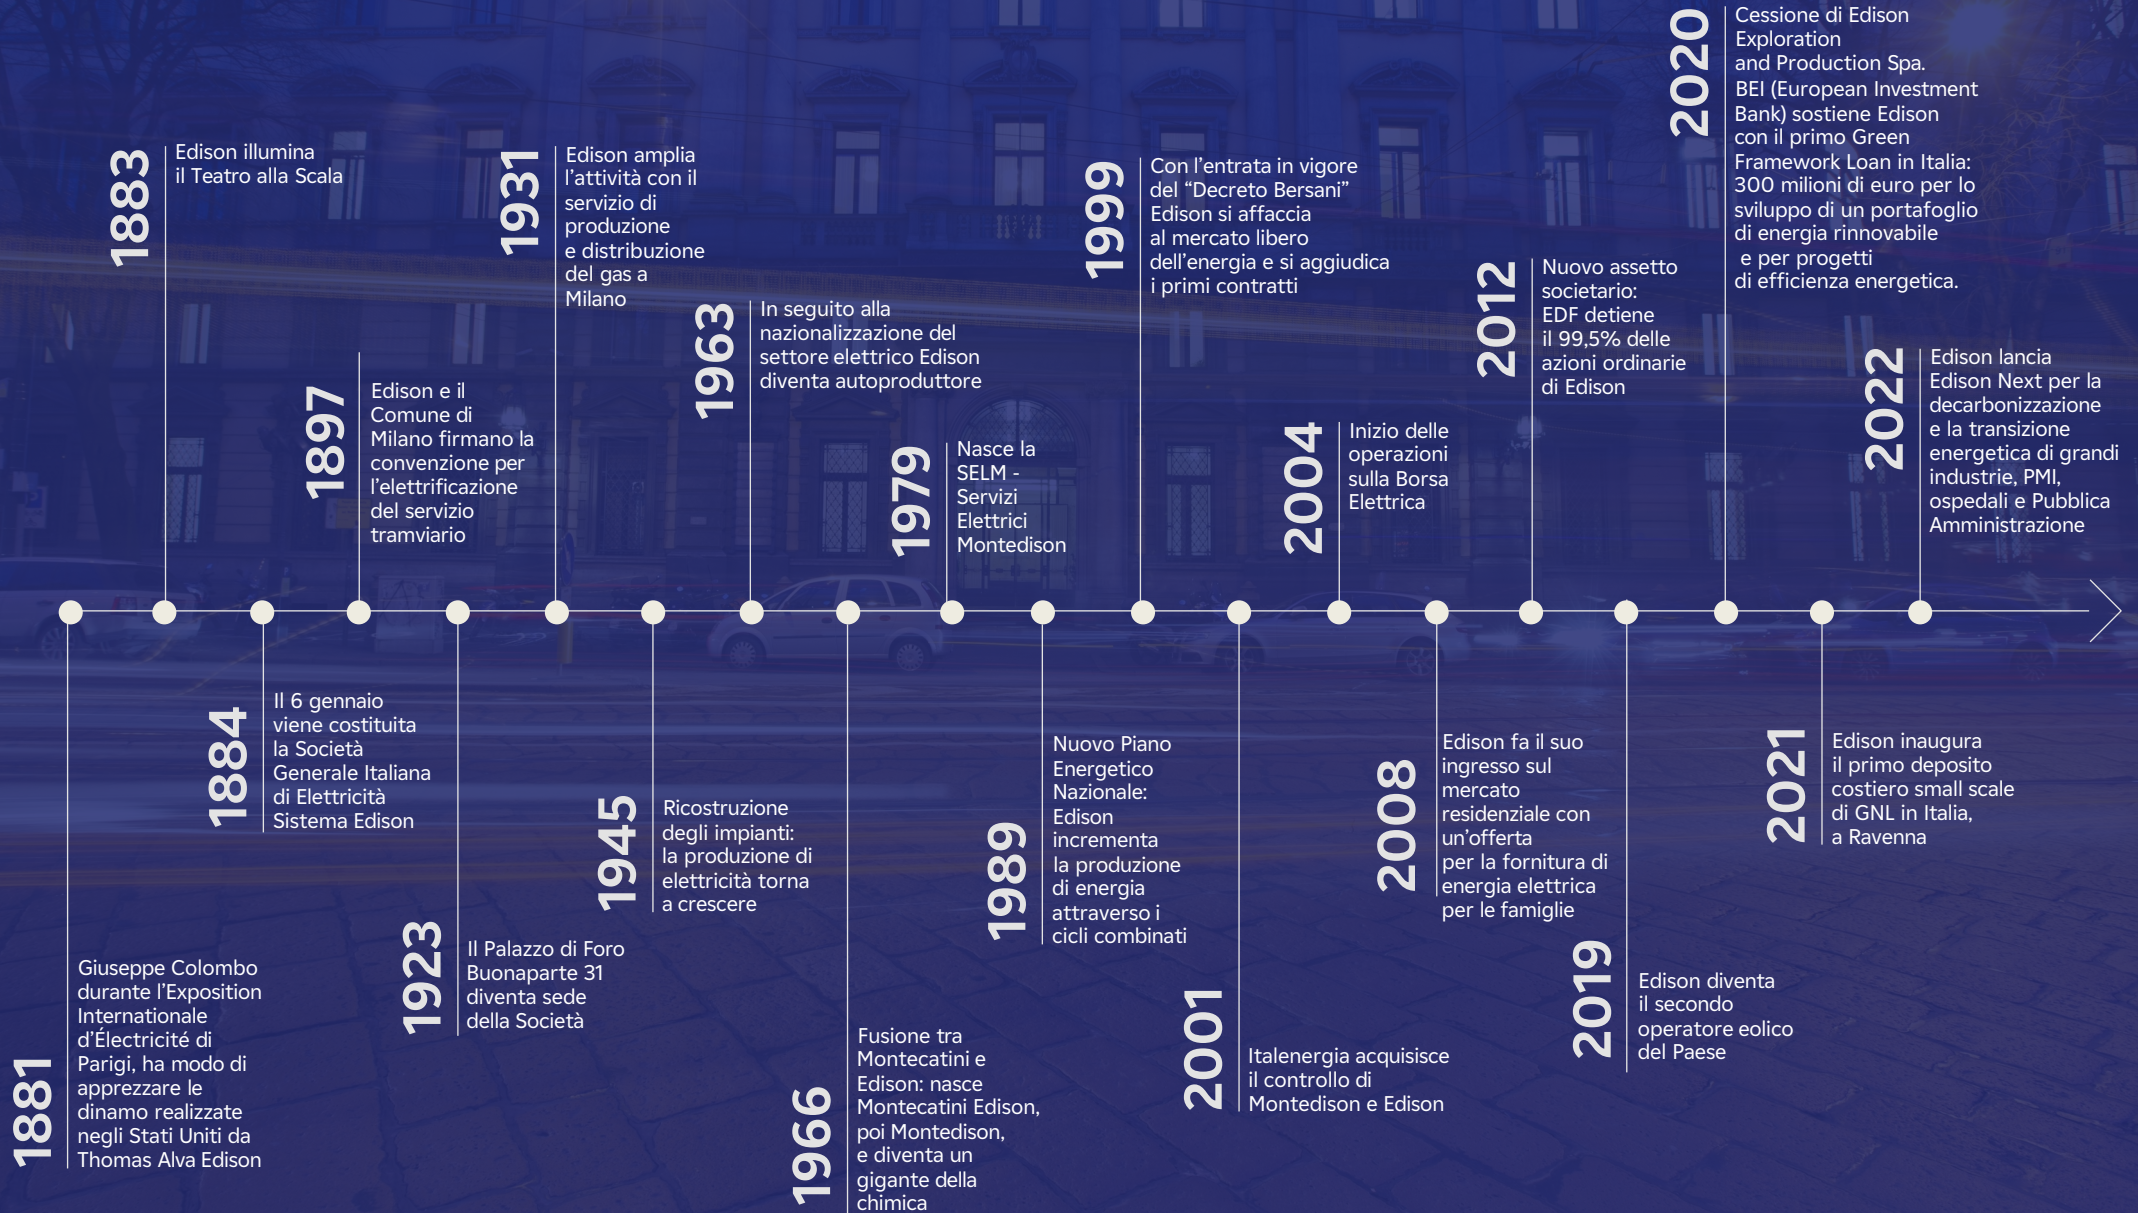 1881
Giuseppe Colombo
durante l’Exposition
Internationale
d’Électricité di
Parigi, ha modo di
apprezzare le
dinamo realizzate
negli Stati Uniti da
Thomas Alva Edison
1883
Edison illumina
il Teatro alla Scala
1884
Il 6 gennaio
viene costituita
la Società
Generale Italiana
di Elettricità
Sistema Edison
1897
Edison e il
Comune di
Milano firmano la
convenzione per
l’elettrificazione
del servizio
tramviario
1923
Il Palazzo di Foro
Buonaparte 31
diventa sede
della Società
1931
Edison amplia
l’attività con il
servizio di
produzione
e distribuzione
del gas a
Milano
1945
Ricostruzione
degli impianti:
la produzione di
elettricità torna
a crescere
1963
In seguito alla
nazionalizzazione del
settore elettrico Edison
diventa autoproduttore
1966
Fusione tra
Montecatini e
Edison: nasce
Montecatini Edison,
poi Montedison,
e diventa un
gigante della
chimica
1979
Nasce la
SELM -
Servizi
Elettrici
Montedison
1989
Nuovo Piano
Energetico
Nazionale:
Edison
incrementa
la produzione
di energia
attraverso i
cicli combinati
1999
Con l’entrata in vigore
del “Decreto Bersani”
Edison si affaccia
al mercato libero
dell’energia e si aggiudica
i primi contratti
2001
Italenergia acquisisce
il controllo di
Montedison e Edison
2004
Inizio delle
operazioni
sulla Borsa
Elettrica
2008
Edison fa il suo
ingresso sul
mercato
residenziale con
un’offerta
per la fornitura di
energia elettrica
per le famiglie
2012
Nuovo assetto
societario:
EDF detiene
il 99,5% delle
azioni ordinarie
di Edison
2019
Edison diventa
il secondo
operatore eolico
del Paese
2020
Cessione di Edison
Exploration
and Production Spa.
BEI (European Investment
Bank) sostiene Edison
con il primo Green
Framework Loan in Italia:
300 milioni di euro per lo
sviluppo di un portafoglio
di energia rinnovabile
e per progetti
di efficienza energetica.
2021
Edison inaugura
il primo deposito
costiero small scale
di GNL in Italia,
a Ravenna
2022
Edison lancia
Edison Next per la
decarbonizzazione
e la transizione
energetica di grandi
industrie, PMI,
ospedali e Pubblica
Amministrazione